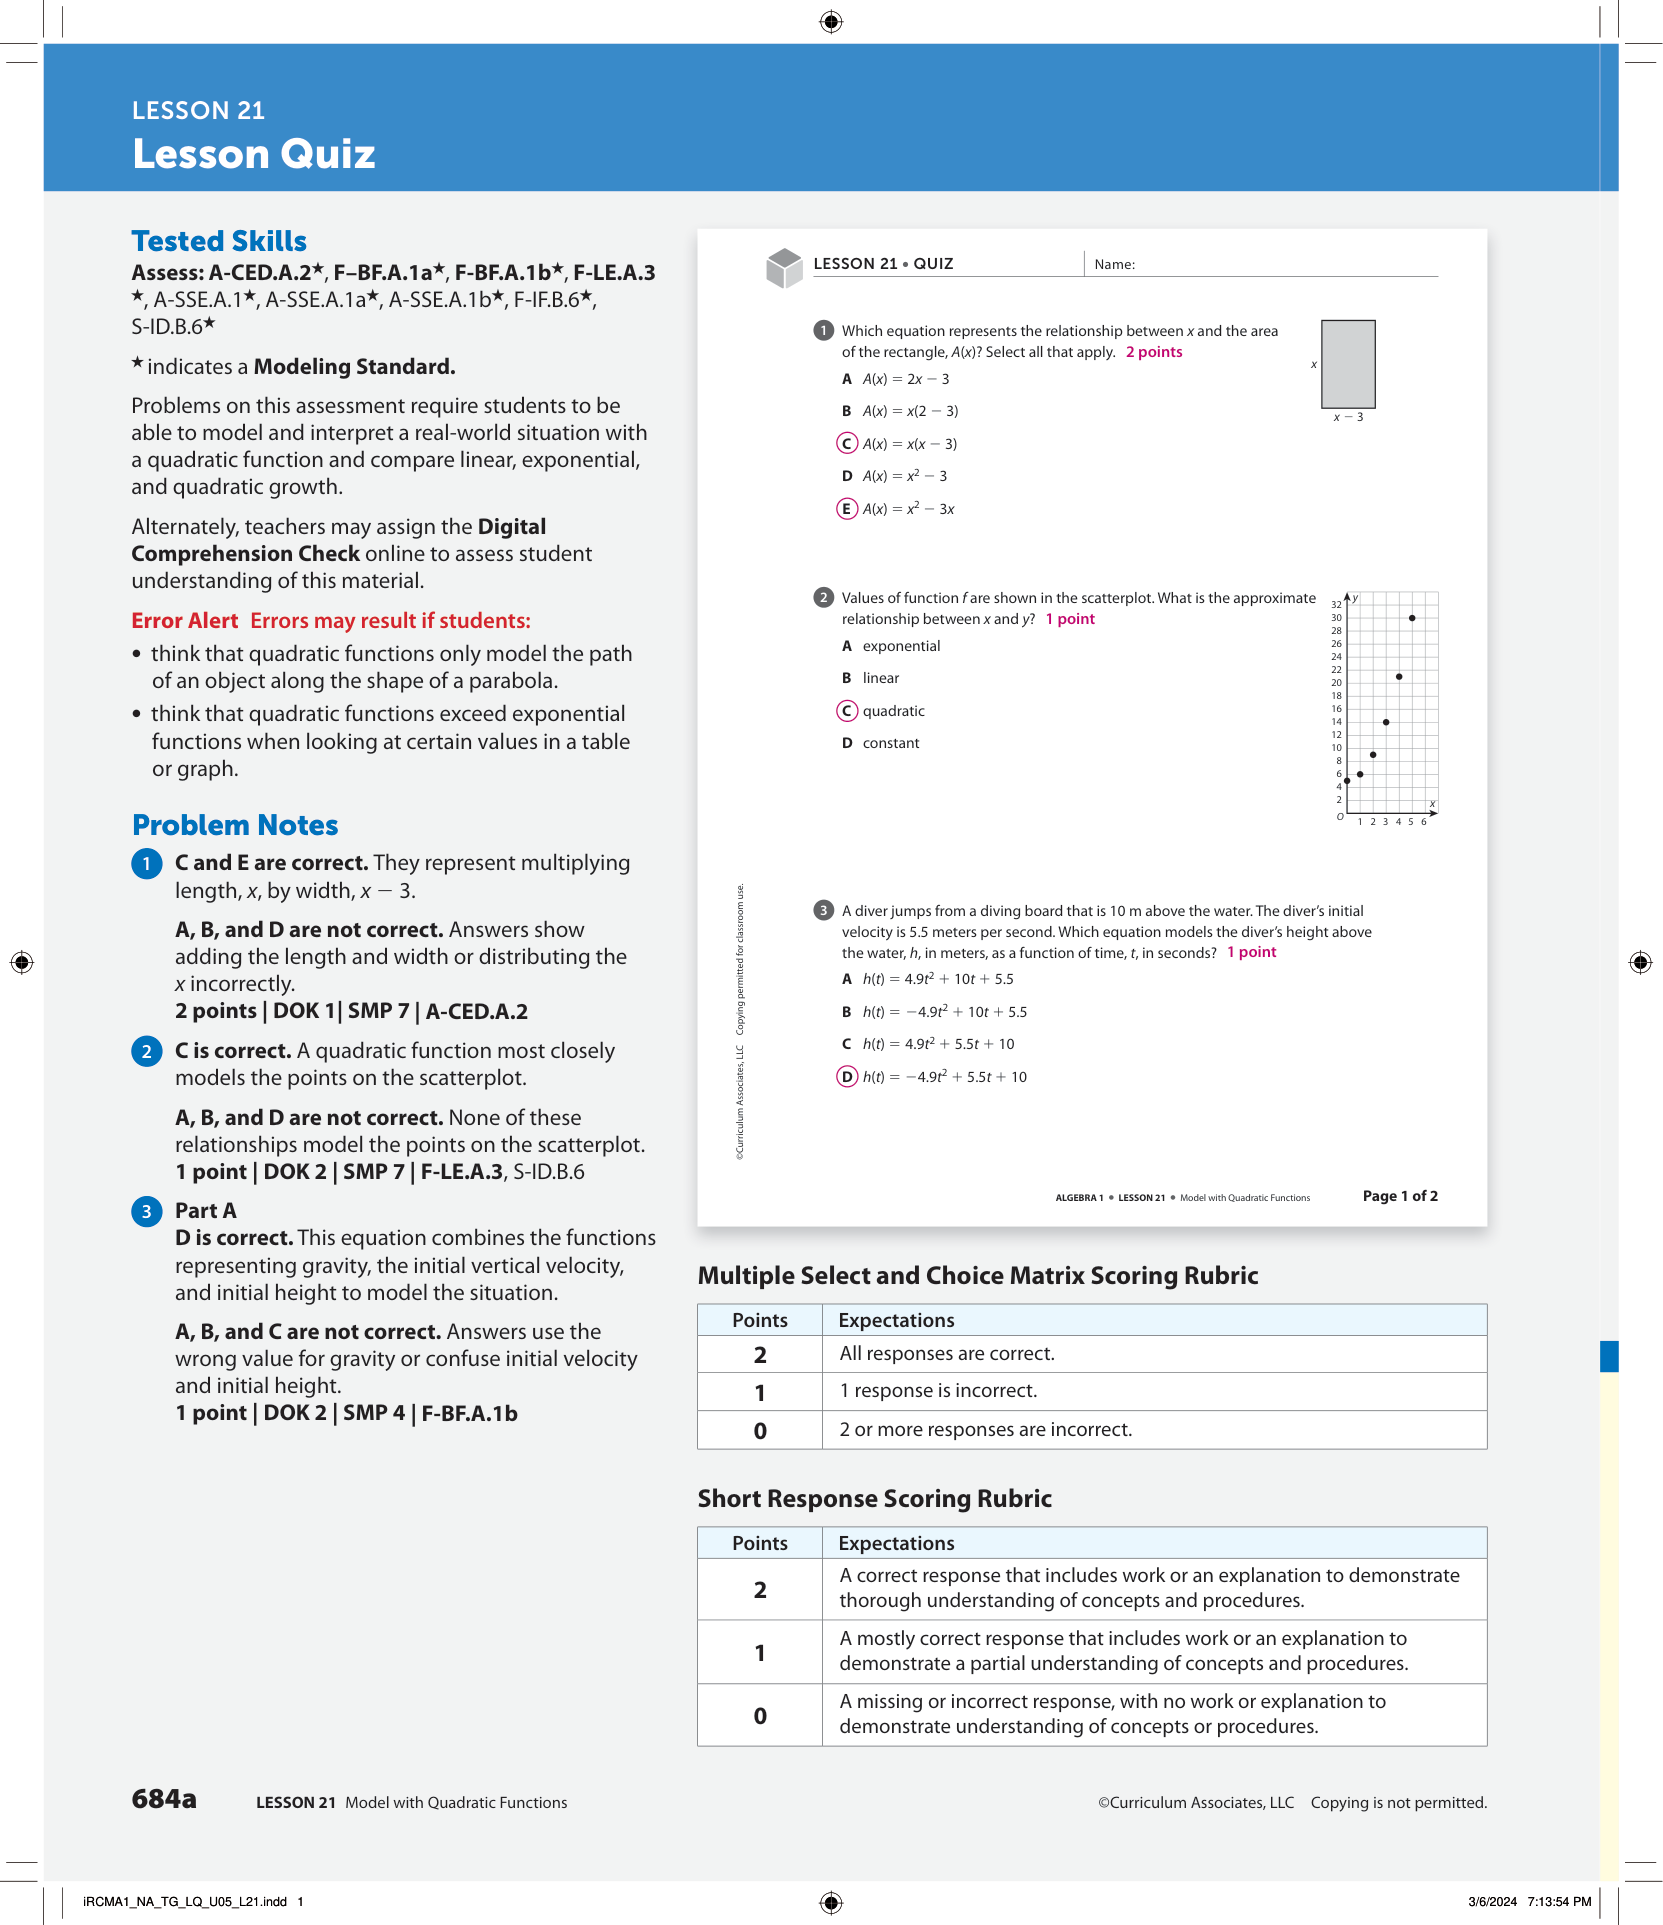 LESSON 21
Lesson Quiz
Tested Skills
Assess: A-CED.A.2★, F–BF.A.1a★, F-BF.A.1b★, F-LE.A.3
★, A-SSE.A.1★, A-SSE.A.1a★, A-SSE.A.1b★, F-IF.B.6★,
S-ID.B.6★
★ indicates a Modeling Standard.
Problems on this assessment require students to be
able to model and interpret a real-world situation with
a quadratic function and compare linear, exponential,
and quadratic growth.
Alternately, teachers may assign the Digital
Comprehension Check online to assess student
understanding of this material.
Error Alert Errors may result if students:
• think that quadratic functions only model the path
of an object along the shape of a parabola.
• think that quadratic functions exceed exponential
functions when looking at certain values in a table
or graph.
Problem Notes
1 C and E are correct. They represent multiplying
length, x, by width, x − 3.
A, B, and D are not correct. Answers show
adding the length and width or distributing the
x incorrectly.
2 points | DOK 1| SMP 7 | A-CED.A.2
2 C is correct. A quadratic function most closely
models the points on the scatterplot.
A, B, and D are not correct. None of these
relationships model the points on the scatterplot.
1 point | DOK 2 | SMP 7 | F-LE.A.3, S-ID.B.6
3 Part A
D is correct. This equation combines the functions
representing gravity, the initial vertical velocity,
and initial height to model the situation.
A, B, and C are not correct. Answers use the
wrong value for gravity or confuse initial velocity
and initial height.
1 point | DOK 2 | SMP 4 | F-BF.A.1b
LESSON 21 • QUIZ
Name:
1 Which equation represents the relationship between x and the area
of the rectangle, A(x)? Select all that apply. 2 points
A A(x) = 2x − 3
B A(x) = x(2 − 3)
C A(x) = x(x − 3)
D A(x) = x² − 3
E A(x) = x² − 3x
x
x − 3
2 Values of function f are shown in the scatterplot. What is the approximate
relationship between x and y? 1 point
A exponential
B linear
C quadratic
D constant
y
32
30
28
26
24
22
20
18
16
14
12
10
8
6
4
2
x
O
1 2 3 4 5 6
3 A diver jumps from a diving board that is 10 m above the water. The diver's initial
velocity is 5.5 meters per second. Which equation models the diver's height above
the water, h, in meters, as a function of time, t, in seconds? 1 point
A h(t) = 4.9t² + 10t + 5.5
B h(t) = −4.9t² + 10t + 5.5
C h(t) = 4.9t² + 5.5t + 10
D h(t) = −4.9t² + 5.5t + 10
©Curriculum Associates, LLC Copying permitted for classroom use.
ALGEBRA 1 • LESSON 21 • Model with Quadratic Functions Page 1 of 2
Multiple Select and Choice Matrix Scoring Rubric
Points Expectations
2 All responses are correct.
1 1 response is incorrect.
0 2 or more responses are incorrect.
Short Response Scoring Rubric
Points Expectations
2 A correct response that includes work or an explanation to demonstrate
thorough understanding of concepts and procedures.
1 A mostly correct response that includes work or an explanation to
demonstrate a partial understanding of concepts and procedures.
0 A missing or incorrect response, with no work or explanation to
demonstrate understanding of concepts or procedures.
684a LESSON 21 Model with Quadratic Functions
©Curriculum Associates, LLC Copying is not permitted.
iRCMA1_NA_TG_LQ_U05_L21.indd 1
3/6/2024 7:13:54 PM